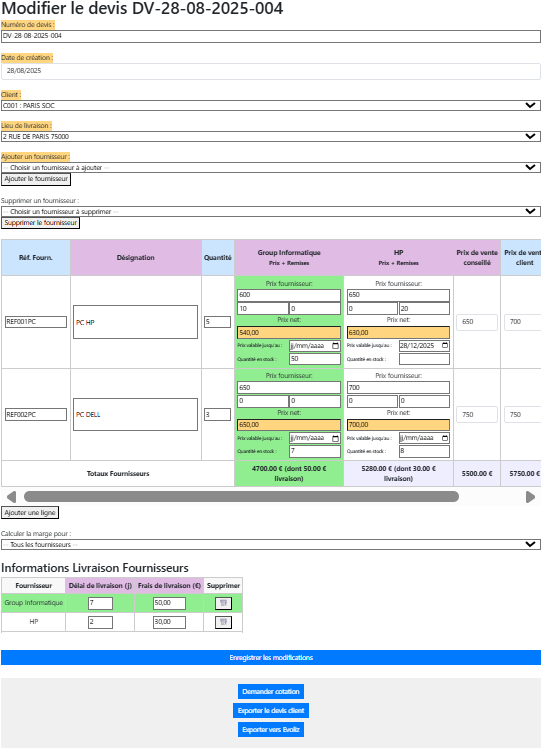 Modifier le devis DV-28-08-2025-004
Numéro de devis :
DV-28-08-2025-004
Date de création :
28/08/2025
Client :
C001 : PARIS SOC
Lieu de livraison :
2 RUE DE PARIS 75000
Ajouter un fournisseur :
-- Choisir un fournisseur à ajouter --
Ajouter le fournisseur
Supprimer un fournisseur :
-- Choisir un fournisseur à supprimer --
Supprimer le fournisseur
Réf. Fourn. Désignation Quantité Group Informatique Prix + Remises HP Prix + Remises Prix de vente conseillé Prix de vente client
REF001PC PC HP 5
Prix fournisseur: Prix fournisseur:
600 650
10 0 0 20
Prix net: Prix net:
540,00 630,00
Prix valable jusqu'au : jj/mm/aaaa 28/12/2025
Quantité en stock : 50 Quantité en stock :
650 700
REF002PC PC DELL 3
Prix fournisseur: Prix fournisseur:
650 700
0 0 0 0
Prix net: Prix net:
650,00 700,00
Prix valable jusqu'au : jj/mm/aaaa Prix valable jusqu'au : jj/mm/aaaa
Quantité en stock : 7 Quantité en stock : 8
750 750
Totaux Fournisseurs 4700.00 € (dont 50.00 € livraison) 5280.00 € (dont 30.00 € livraison) 5500.00 € 5750.00 €
Ajouter une ligne
Calculer la marge pour :
-- Tous les fournisseurs --
Informations Livraison Fournisseurs
Fournisseur Délai de livraison (j) Frais de livraison (€) Supprimer
Group Informatique 7 50,00
HP 2 30,00
Enregistrer les modifications
Demander cotation
Exporter le devis client
Exporter vers Evoliz